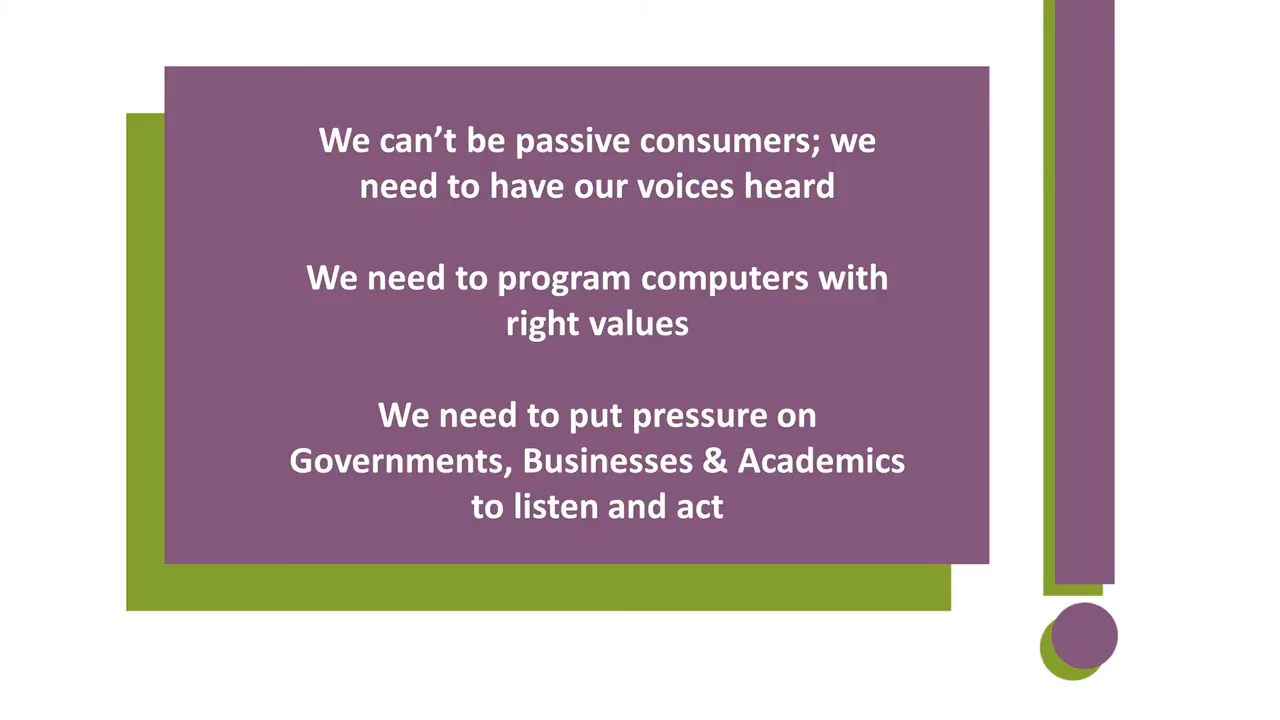 We can’t be passive consumers; we
need to have our voices heard
We need to program computers with
right values
We need to put pressure on
Governments, Businesses & Academics
to listen and act